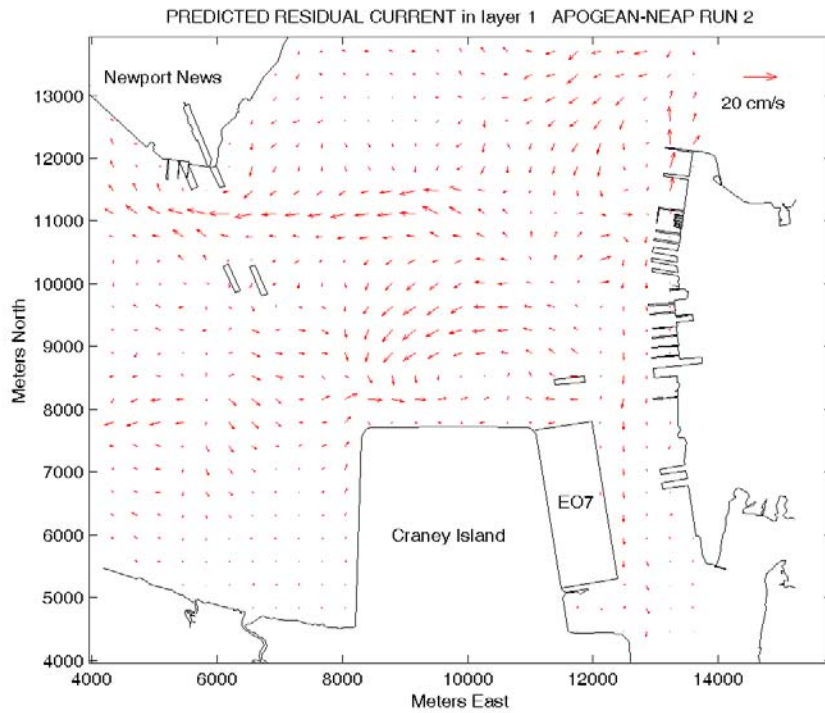 PREDICTED RESIDUAL CURRENT in layer 1 APOGEAN-NEAP RUN 2
Newport News
20 cm/s
13000
12000
11000
10000
9000
8000
7000
6000
5000
4000
Meters North
EO7
Craney Island
4000 6000 8000 10000 12000 14000
Meters East